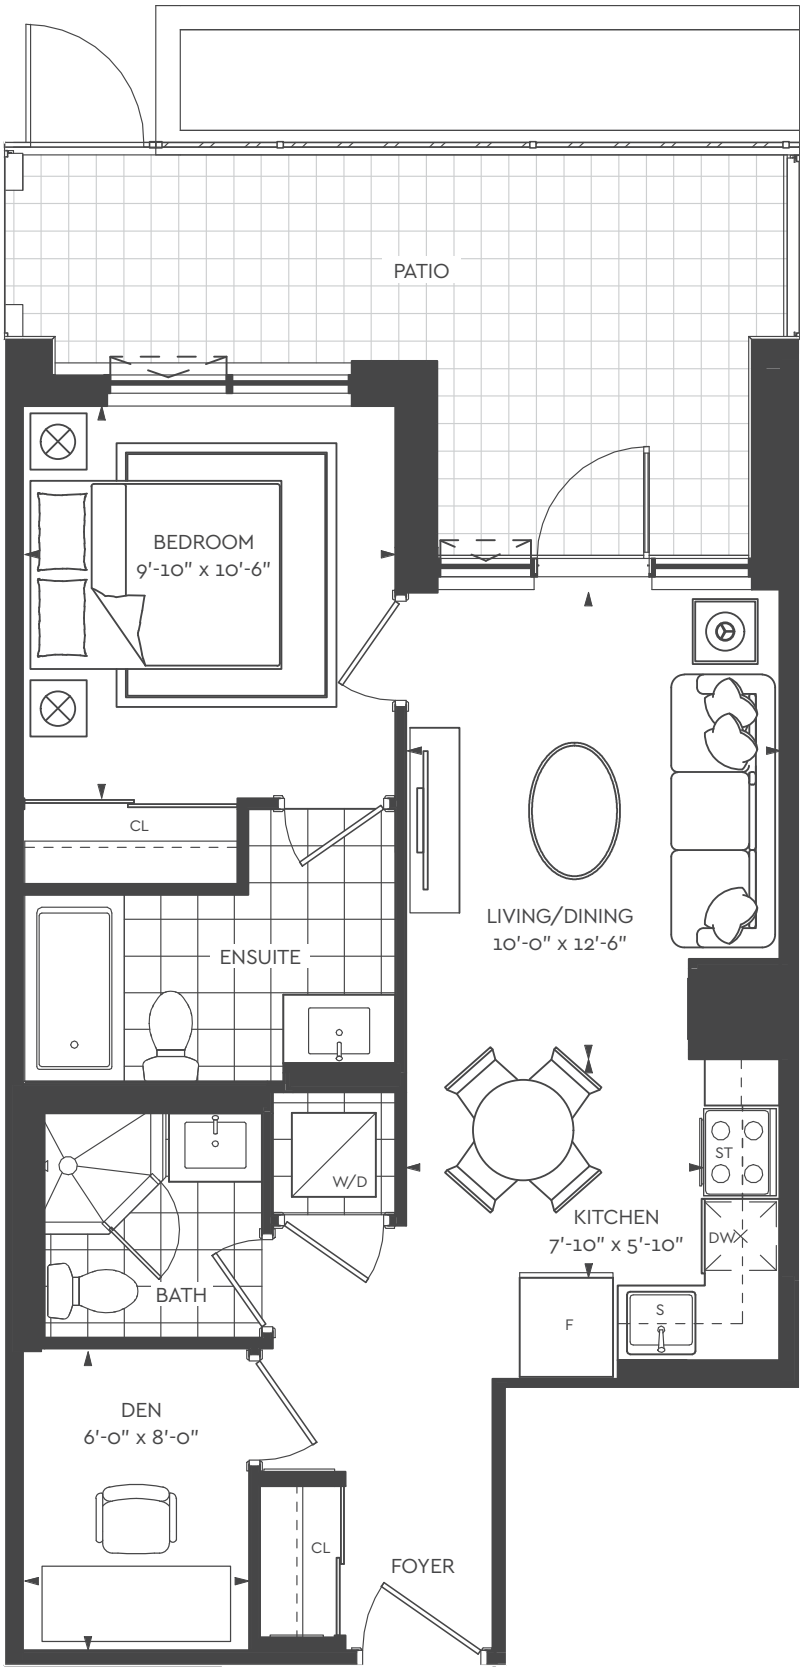 PATIO
BEDROOM
9'-10" x 10'-6"
CL
LIVING/DINING
10'-0" x 12'-6"
ENSUITE
ST
W/D
KITCHEN
7'-10" x 5'-10"
DW
BATH
S
F
DEN
6'-0" x 8'-0"
CL
FOYER